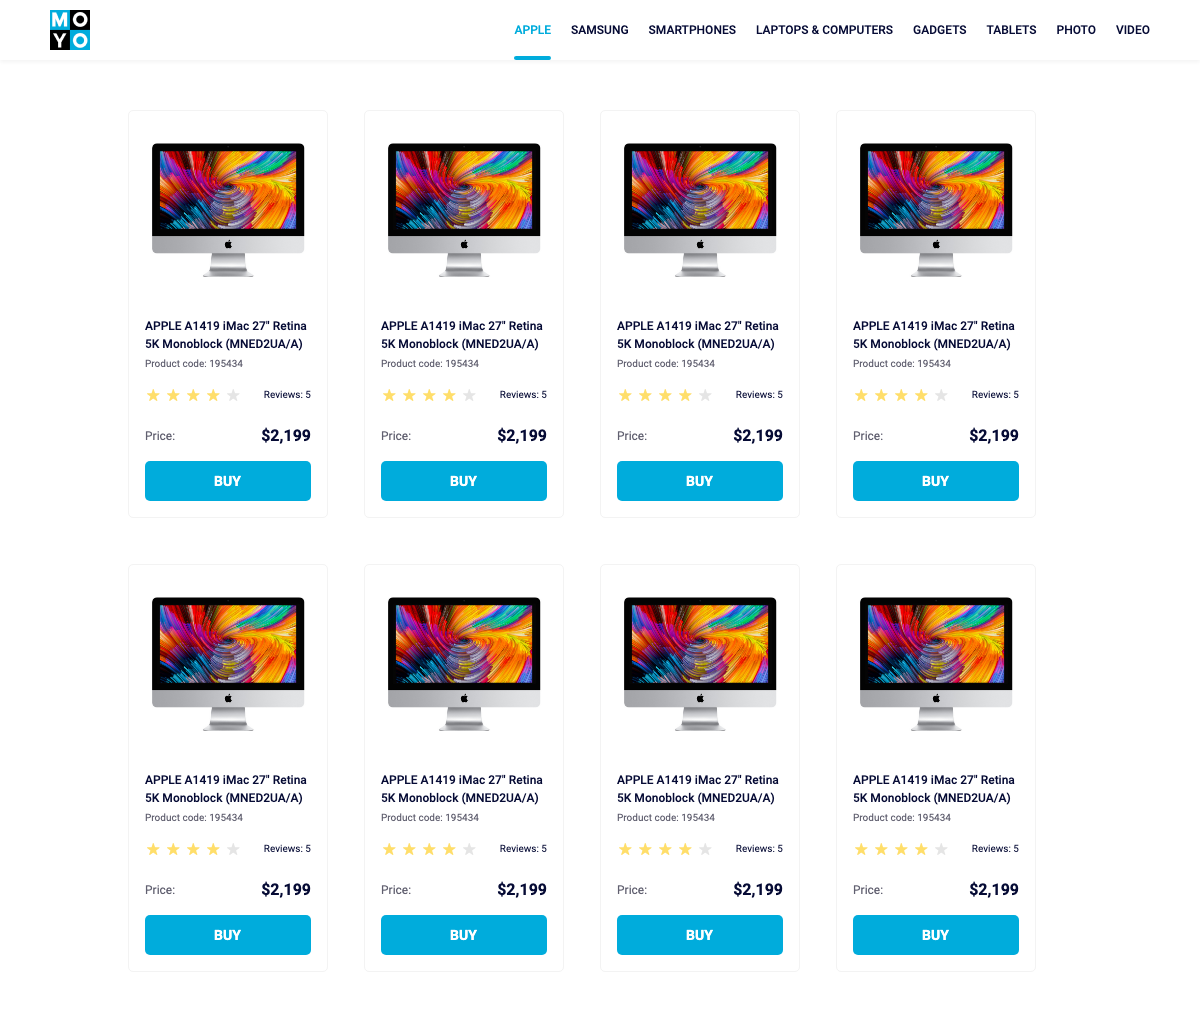 MO
YO
APPLE SAMSUNG SMARTPHONES LAPTOPS & COMPUTERS GADGETS TABLETS PHOTO VIDEO
APPLE A1419 iMac 27" Retina
5K Monoblock (MNED2UA/A)
Product code: 195434
Reviews: 5
Price: $2,199
BUY
APPLE A1419 iMac 27" Retina
5K Monoblock (MNED2UA/A)
Product code: 195434
Reviews: 5
Price: $2,199
BUY
APPLE A1419 iMac 27" Retina
5K Monoblock (MNED2UA/A)
Product code: 195434
Reviews: 5
Price: $2,199
BUY
APPLE A1419 iMac 27" Retina
5K Monoblock (MNED2UA/A)
Product code: 195434
Reviews: 5
Price: $2,199
BUY
APPLE A1419 iMac 27" Retina
5K Monoblock (MNED2UA/A)
Product code: 195434
Reviews: 5
Price: $2,199
BUY
APPLE A1419 iMac 27" Retina
5K Monoblock (MNED2UA/A)
Product code: 195434
Reviews: 5
Price: $2,199
BUY
APPLE A1419 iMac 27" Retina
5K Monoblock (MNED2UA/A)
Product code: 195434
Reviews: 5
Price: $2,199
BUY
APPLE A1419 iMac 27" Retina
5K Monoblock (MNED2UA/A)
Product code: 195434
Reviews: 5
Price: $2,199
BUY